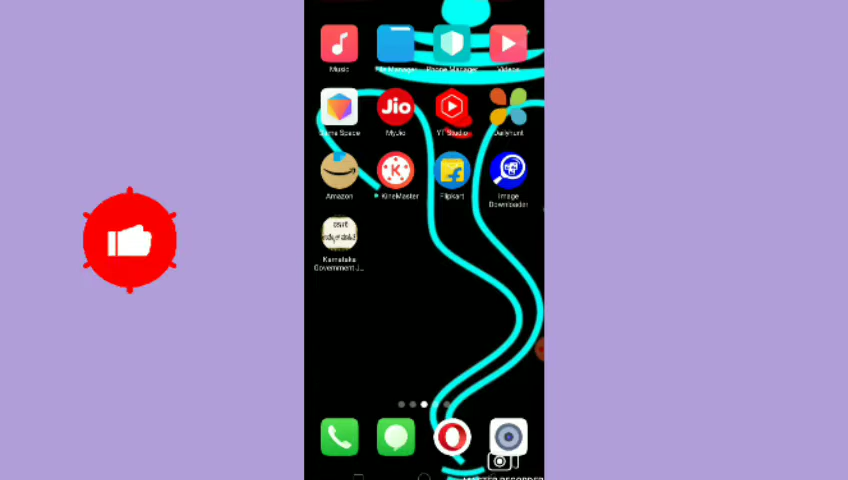 Music
File Manager
Phone Manager
Videos
Game Space
Jio
MyJio
YT Studio
Dailyhunt
Amazon
K
KineMaster
Flipkart
Image
Downloader
Karnataka
Government J...